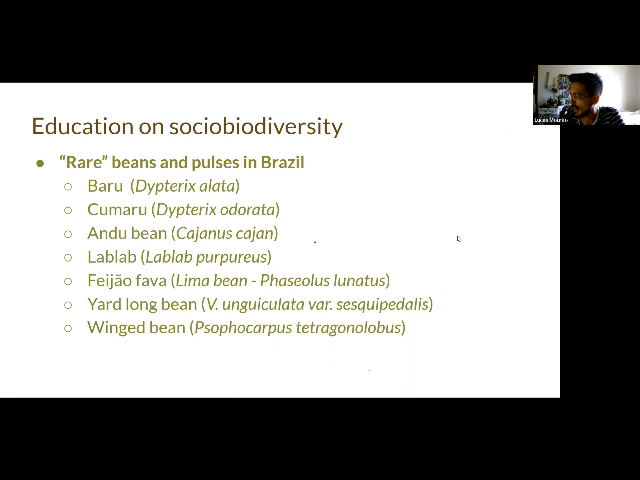 Education on sociobiodiversity
● “Rare” beans and pulses in Brazil
○ Baru (Dypterix alata)
○ Cumaru (Dypterix odorata)
○ Andu bean (Cajanus cajan)
○ Lablab (Lablab purpureus)
○ Feijão fava (Lima bean - Phaseolus lunatus)
○ Yard long bean (V. unguiculata var. sesquipedalis)
○ Winged bean (Psophocarpus tetragonolobus)